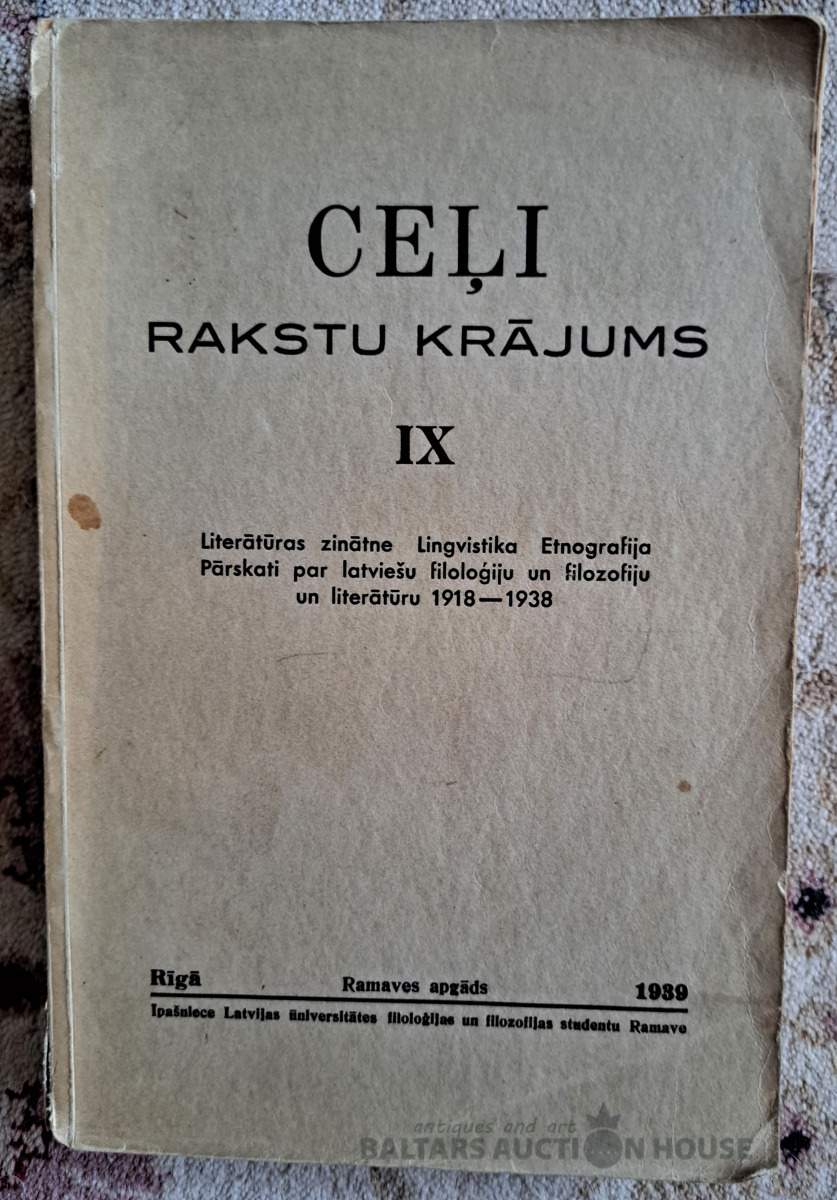 CEĻI
RAKSTU KRĀJUMS
IX
Literātūras zinātne Lingvistika Etnografija
Pārskati par latviešu filoloģiju un filozofiju
un literātūru 1918—1938
Rīgā Ramaves apgāds 1939
Īpašniece Latvijas ūniversitātes filoloģijas un filozofijas studentu Ramave
antiques and art
BALTARS AUCTION HOUSE